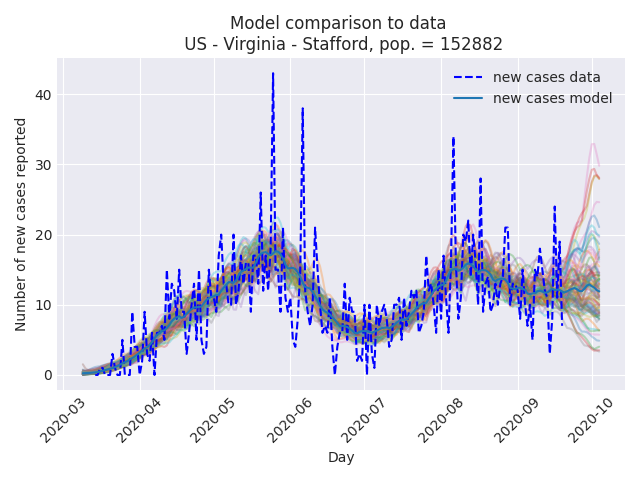 Model comparison to data
US - Virginia - Stafford, pop. = 152882
new cases data
new cases model
Number of new cases reported
40
30
20
10
0
2020-03
2020-04
2020-05
2020-06
2020-07
2020-08
2020-09
2020-10
Day